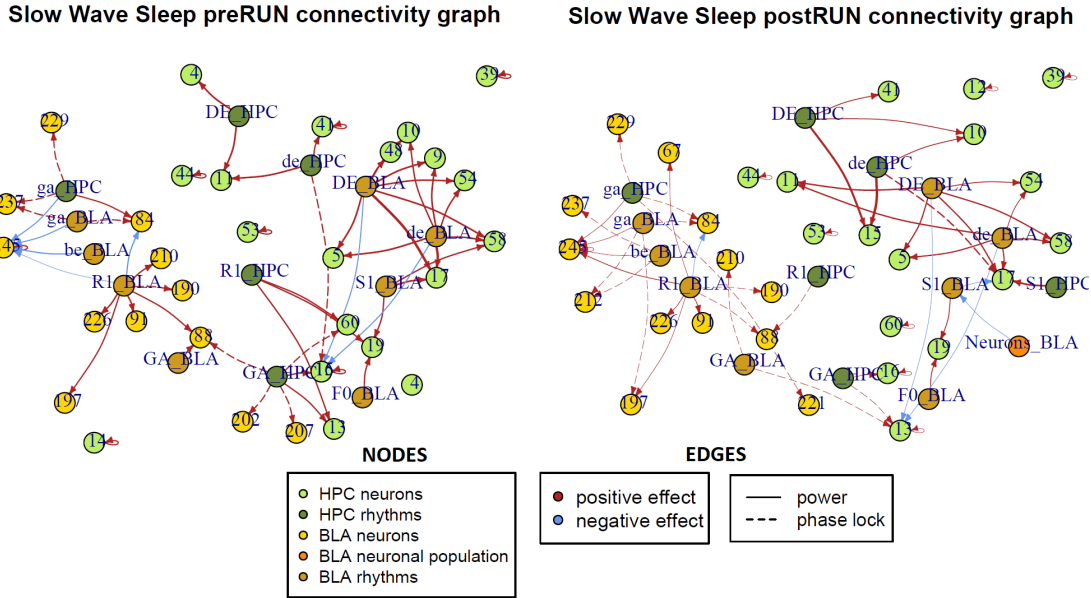 Slow Wave Sleep preRUN connectivity graph
Slow Wave Sleep postRUN connectivity graph
4
39
DE_HPC
229
41
10
48
9
44
11
de_HPC
DE_BLA
54
ga_HPC
237
ga_BLA
84
53
de_BLA
58
245
be_BLA
210
5
R1_HPC
17
R1_BLA
190
S1_BLA
226
91
88
60
19
GA_BLA
GA_HPC
16
4
F0_BLA
197
202
207
13
14
39
12
41
DE_HPC
229
10
67
de_HPC
44
11
DE_BLA
54
ga_HPC
237
ga_BLA
84
53
15
de_BLA
58
245
be_BLA
210
5
R1_HPC
17
212
R1_BLA
190
S1_BLA
S1_HPC
226
91
88
60
19
Neurons_BLA
GA_BLA
GA_HPC
16
F0_BLA
197
221
13
NODES
HPC neurons
HPC rhythms
BLA neurons
BLA neuronal population
BLA rhythms
EDGES
positive effect
negative effect
power
phase lock